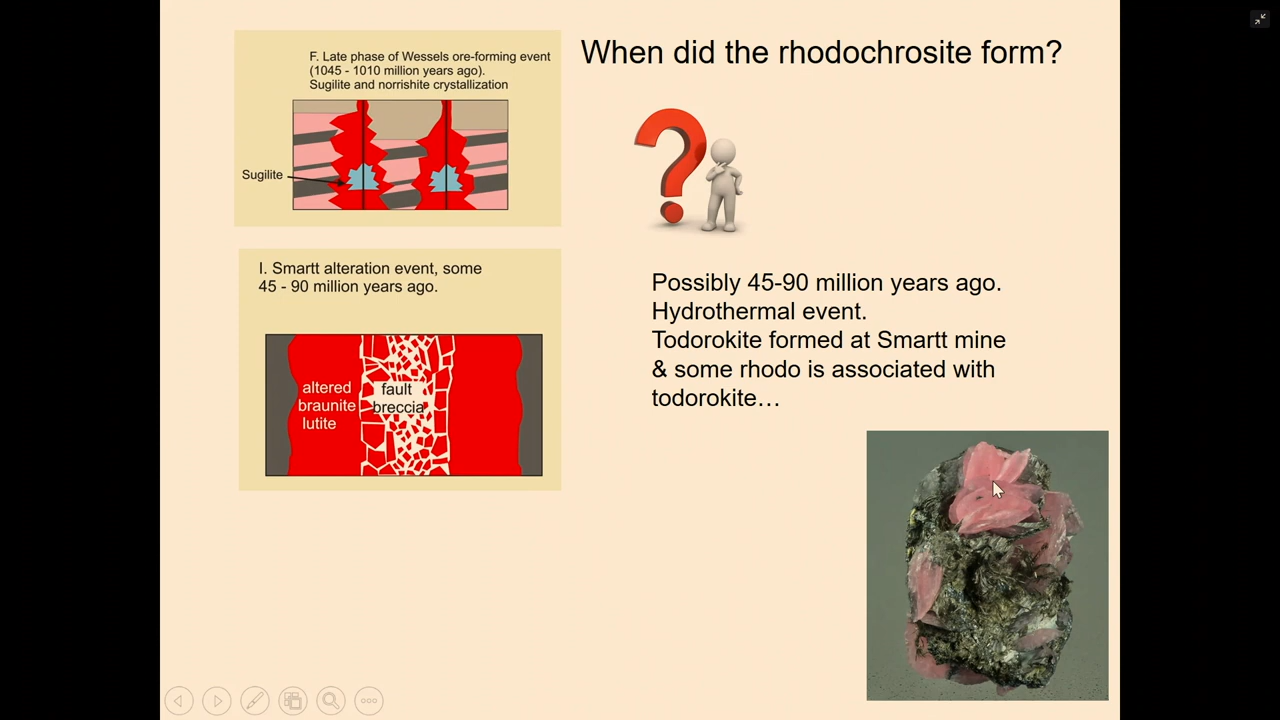 F. Late phase of Wessels ore-forming event
(1045 - 1010 million years ago).
Sugilite and norrishite crystallization
Sugilite
I. Smartt alteration event, some
45 - 90 million years ago.
altered
braunite
lutite
fault
breccia
When did the rhodochrosite form?
Possibly 45-90 million years ago.
Hydrothermal event.
Todorokite formed at Smartt mine
& some rhodo is associated with
todorokite…